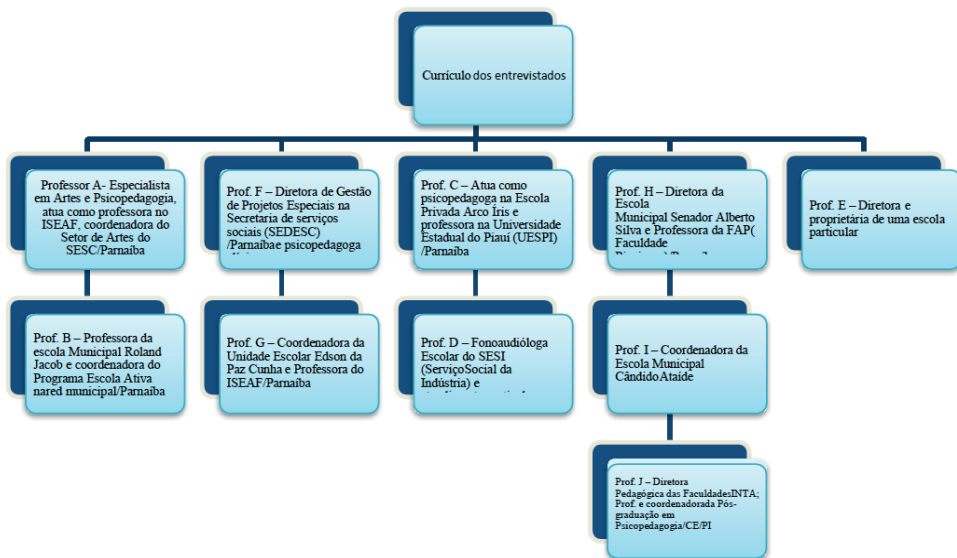 Currículo dos entrevistados
Professor A- Especialista
em Artes e Psicopedagogia,
atua como professora no
ISEAF, coordenadora do
Setor de Artes do
SESC/Parnaíba
Prof. F – Diretora de Gestão
de Projetos Especiais na
Secretaria de serviços
sociais (SEDESC)
/Parnaíbae psicopedagoga
Prof. C – Atua como
psicopedagoga na Escola
Privada Arco Íris e
professora na Universidade
Estadual do Piauí (UESPI)
/Parnaíba
Prof. H – Diretora da
Escola
Municipal Senador Alberto
Silva e Professora da FAP(
Faculdade
Prof. E – Diretora e
proprietária de uma escola
particular
Prof. B – Professora da
escola Municipal Roland
Jacob e coordenadora do
Programa Escola Ativa
nared municipal/Parnaíba
Prof. G – Coordenadora da
Unidade Escolar Edson da
Paz Cunha e Professora do
ISEAF/Parnaíba
Prof. D – Fonoaudióloga
Escolar do SESI
(ServiçoSocial da
Indústria) e
Prof. I – Coordenadora da
Escola Municipal
CândidoAtaíde
Prof. J – Diretora
Pedagógica das FaculdadesINTA;
Prof. e coordenadorada Pós-
graduação em
Psicopedagogia/CE/PI